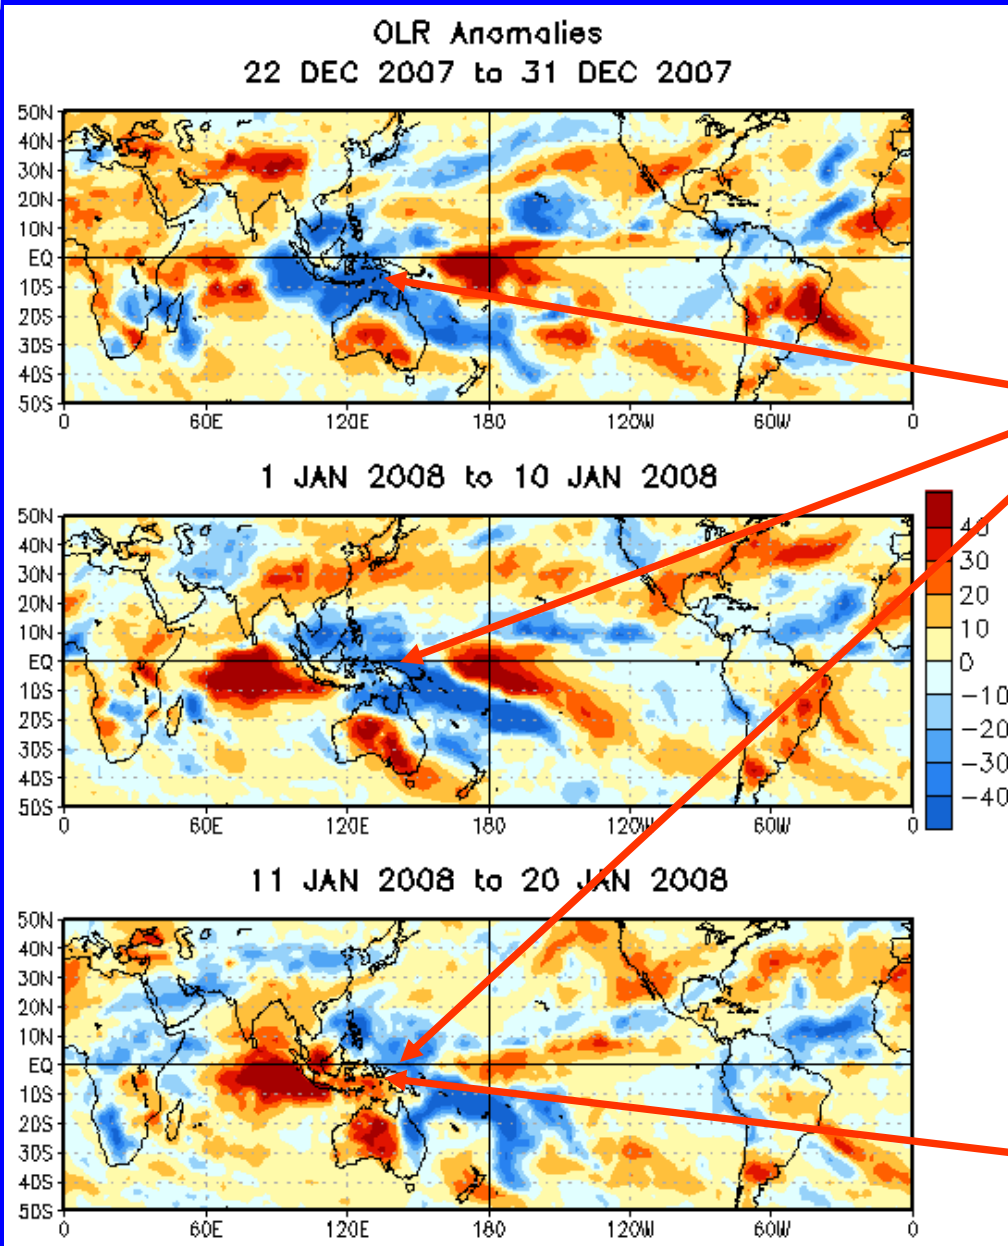 OLR Anomalies
22 DEC 2007 to 31 DEC 2007
50N
40N
30N
20N
10N
EQ
10S
20S
30S
40S
50S
0 60E 120E 180 120W 60W 0
1 JAN 2008 to 10 JAN 2008
50N
40N
30N
20N
10N
EQ
10S
20S
30S
40S
50S
0 60E 120E 180 120W 60W 0
40
30
20
10
0
-10
-20
-30
-40
11 JAN 2008 to 20 JAN 2008
50N
40N
30N
20N
10N
EQ
10S
20S
30S
40S
50S
0 60E 120E 180 120W 60W 0